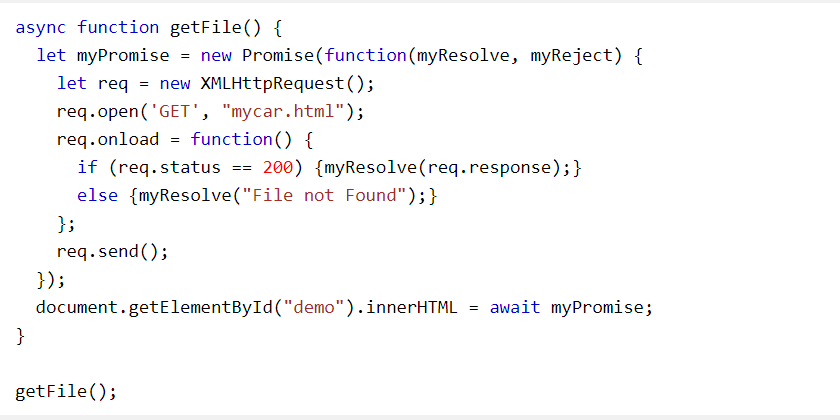 async function getFile() {
  let myPromise = new Promise(function(myResolve, myReject) {
    let req = new XMLHttpRequest();
    req.open('GET', "mycar.html");
    req.onload = function() {
      if (req.status == 200) {myResolve(req.response);}
      else {myResolve("File not Found");}
    };
    req.send();
  });
  document.getElementById("demo").innerHTML = await myPromise;
}

getFile();